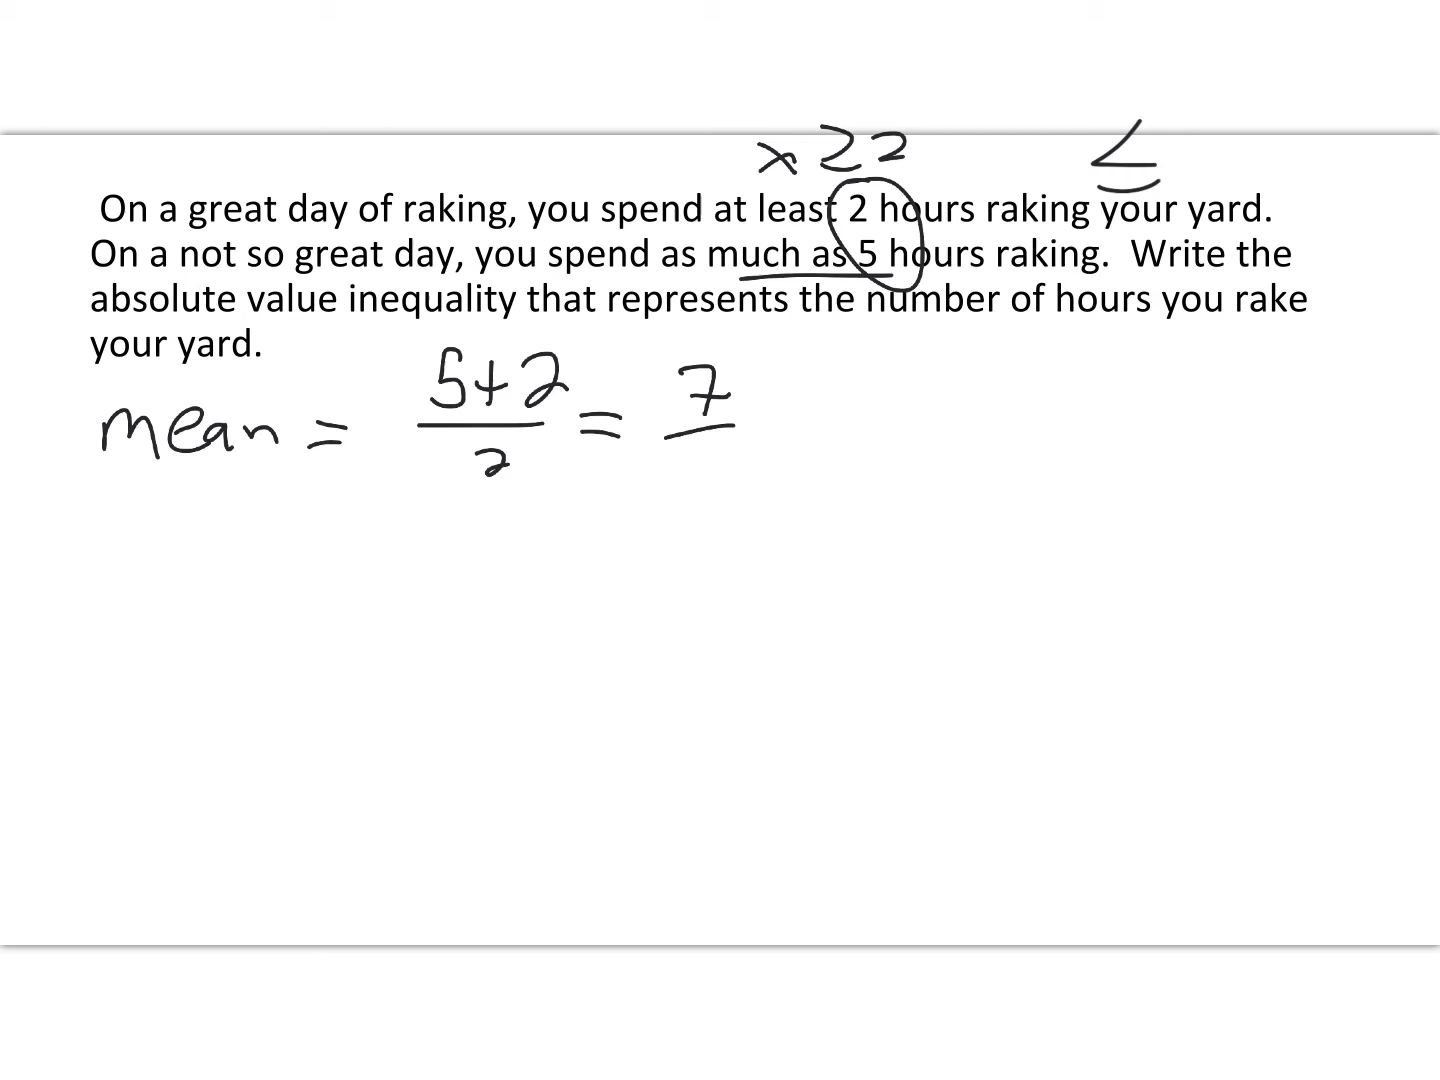 x ≥ 2 ≤
On a great day of raking, you spend at least 2 hours raking your yard.
On a not so great day, you spend as much as 5 hours raking. Write the
absolute value inequality that represents the number of hours you rake
your yard.
mean = 5+2 / 2 = 7